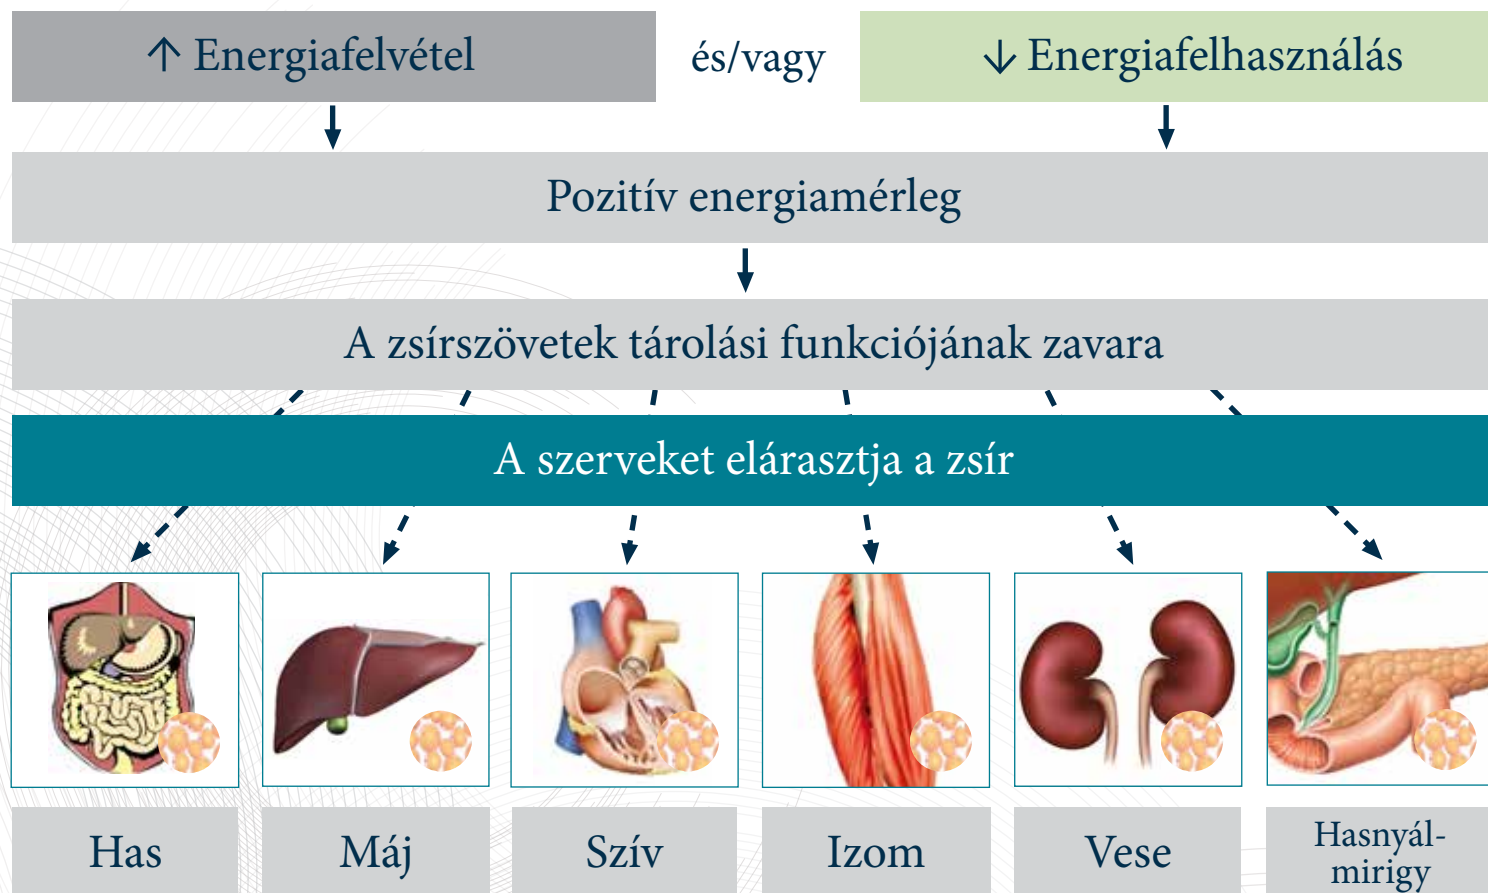 ↑ Energiafelvétel
és/vagy
↓ Energiafelhasználás
Pozitív energiamérleg
A zsírszövetek tárolási funkciójának zavara
A szerveket elárasztja a zsír
Has
Máj
Szív
Izom
Vese
Hasnyál-
mirigy